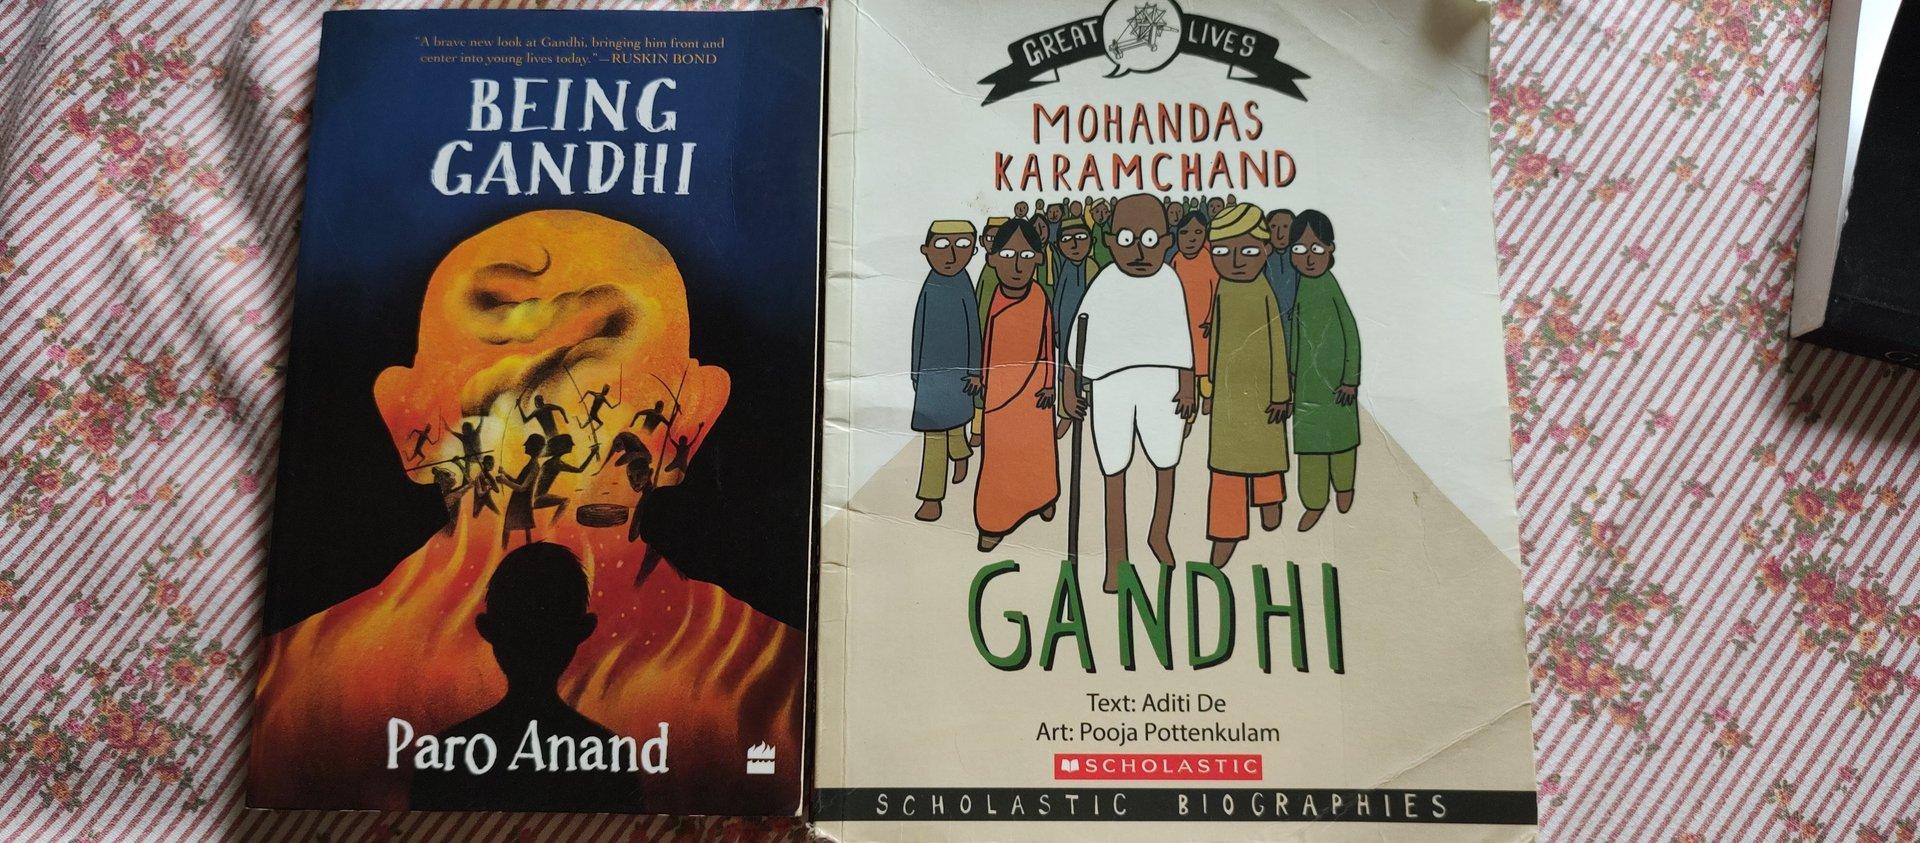 "A brave new look at Gandhi, bringing him front and
center into young lives today."—RUSKIN BOND
BEING
GANDHI
Paro Anand
GREAT LIVES
MOHANDAS
KARAMCHAND
GANDHI
Text: Aditi De
Art: Pooja Pottenkulam
SCHOLASTIC
SCHOLASTIC BIOGRAPHIES